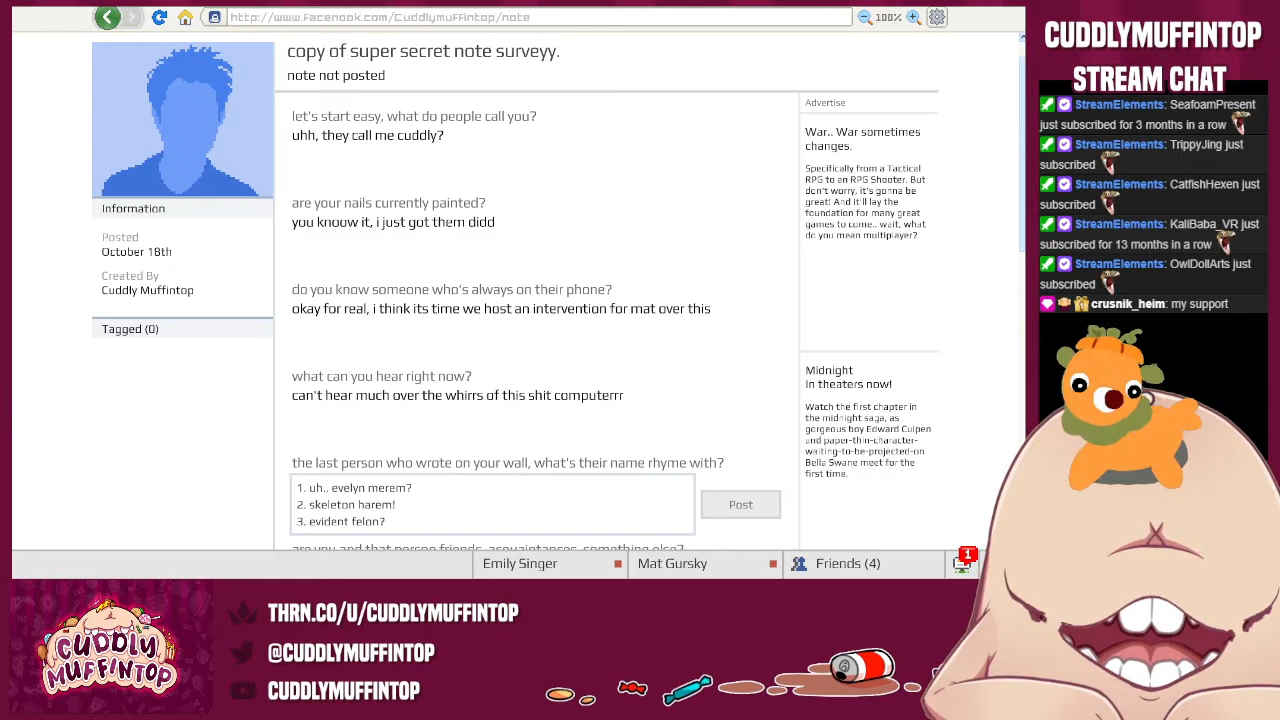 http://www.Facenook.com/Cuddlymuffintop/note
100%
copy of super secret note surveyy.
note not posted
Information
Posted
October 18th
Created By
Cuddly Muffintop
Tagged (0)
let's start easy, what do people call you?
uhh, they call me cuddly?
are your nails currently painted?
you knoow it, i just got them didd
do you know someone who's always on their phone?
okay for real, i think its time we host an intervention for mat over this
what can you hear right now?
can't hear much over the whirrs of this shit computerrr
the last person who wrote on your wall, what's their name rhyme with?
1. uh.. evelyn merem?
2. skeleton harem!
3. evident felon?
Post
are you and that person friends, acquaintances, something else?
Advertise
War.. War sometimes
changes.
Specifically from a Tactical
RPG to an RPG Shooter. But
don't worry, it's gonna be
great! And it'll lay the
foundation for many great
games to come.. wait, what
do you mean multiplayer?
Midnight
In theaters now!
Watch the first chapter in
the midnight saga, as
gorgeous boy Edward Culpen
and paper-thin-character-
waiting-to-be-projected-on
Bella Swane meet for the
first time.
Emily Singer
Mat Gursky
Friends (4)
1
CUDDLYMUFFINTOP
STREAM CHAT
StreamElements: SeafoamPresent
just subscribed for 3 months in a row
StreamElements: TrippyJing just
subscribed
StreamElements: CatfishHexen just
subscribed
StreamElements: KaliBaba_VR just
subscribed for 13 months in a row
StreamElements: OwlDollArts just
subscribed
crusnik_heim: my support
CUDDLY
MUFFINTOP
THRN.CO/U/CUDDLYMUFFINTOP
@CUDDLYMUFFINTOP
CUDDLYMUFFINTOP